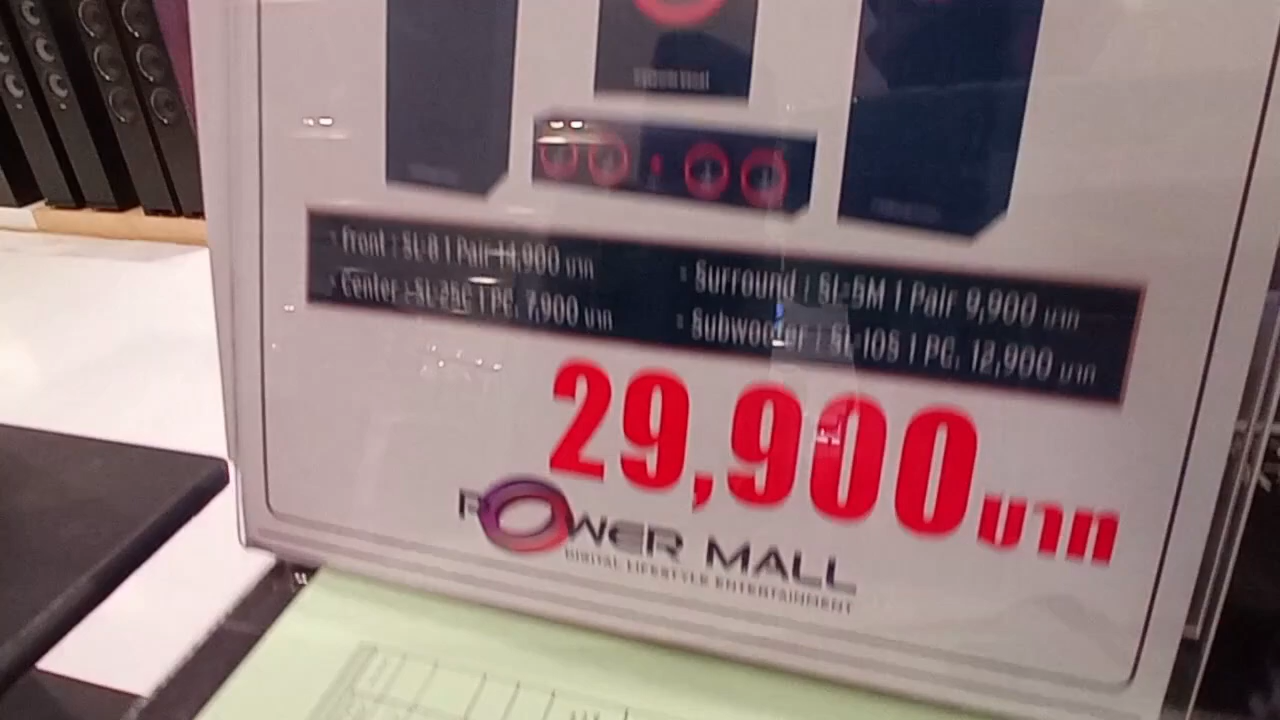 • Front : SL-8 1 Pair 14,900 บาท
• Center : SL-25C 1 PC. 7,900 บาท
• Surround : SL-5M 1 Pair 9,900 บาท
• Subwoofer : SL-10S 1 PC. 12,900 บาท
29,900 บาท
POWER MALL
DIGITAL LIFESTYLE ENTERTAINMENT